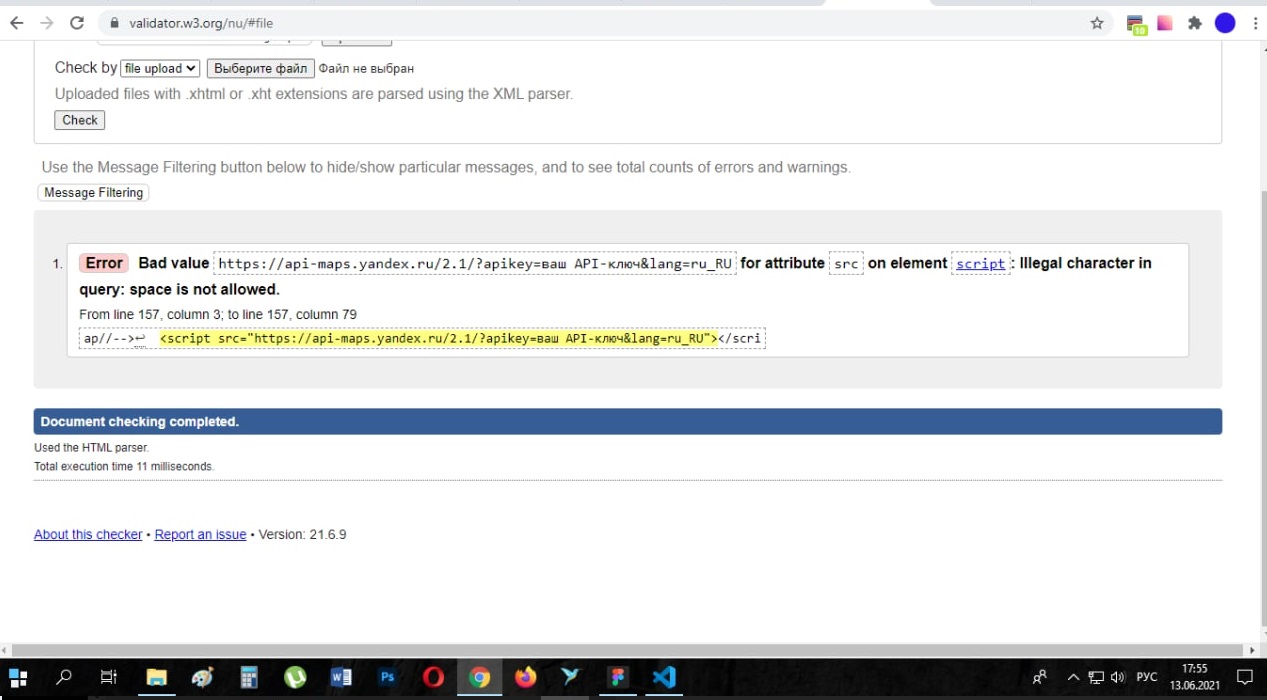 validator.w3.org/nu/#file
10
Check by file upload Выберите файл Файл не выбран
Uploaded files with .xhtml or .xht extensions are parsed using the XML parser.
Check
Use the Message Filtering button below to hide/show particular messages, and to see total counts of errors and warnings.
Message Filtering
1. Error Bad value https://api-maps.yandex.ru/2.1/?apikey=ваш API-ключ&lang=ru_RU for attribute src on element script: Illegal character in
query: space is not allowed.
From line 157, column 3; to line 157, column 79
ap//-->↩ <script src="https://api-maps.yandex.ru/2.1/?apikey=ваш API-ключ&lang=ru_RU"></scri
Document checking completed.
Used the HTML parser.
Total execution time 11 milliseconds.
About this checker • Report an issue • Version: 21.6.9
W
Ps
РУС
17:55
13.06.2021